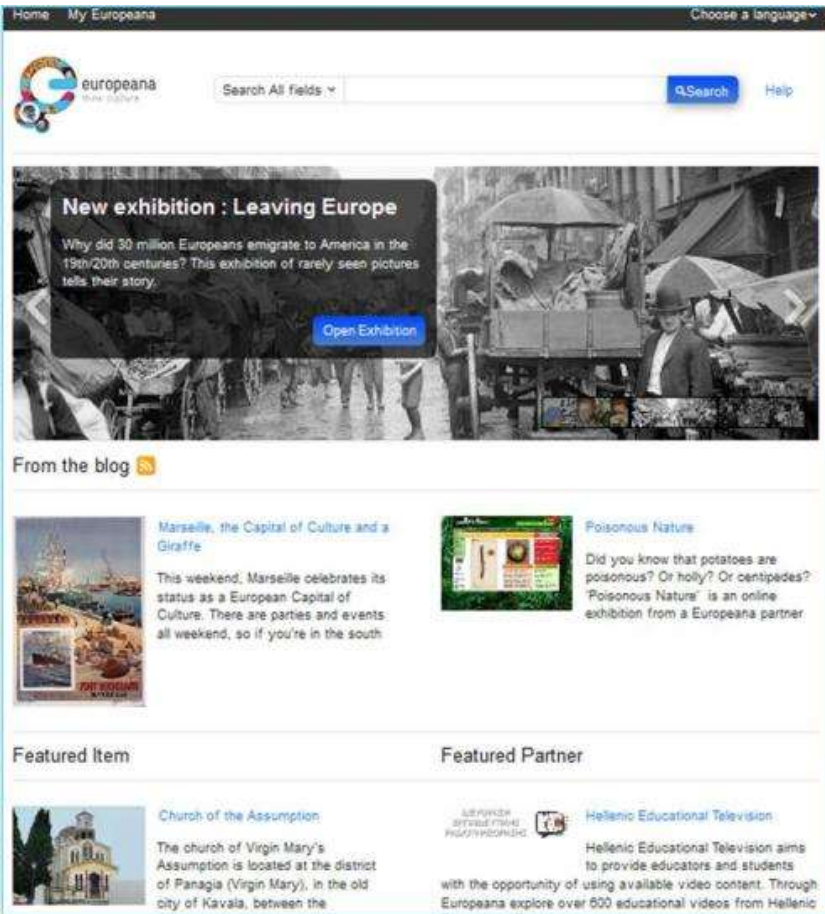 Home My Europeana Choose a language
europeana
think culture
Search All fields
Search
Help
New exhibition : Leaving Europe
Why did 30 million Europeans emigrate to America in the
19th/20th centuries? This exhibition of rarely seen pictures
tells their story.
Open Exhibition
From the blog
Marseille, the Capital of Culture and a
Giraffe
This weekend, Marseille celebrates its
status as a European Capital of
Culture. There are parties and events
all weekend, so if you're in the south
Poisonous Nature
Did you know that potatoes are
poisonous? Or holly? Or centipedes?
'Poisonous Nature' is an online
exhibition from a Europeana partner
Featured Item
Church of the Assumption
The church of Virgin Mary's
Assumption is located at the district
of Panagia (Virgin Mary), in the old
city of Kavala, between the
Featured Partner
Hellenic Educational Television
Hellenic Educational Television aims
to provide educators and students
with the opportunity of using available video content. Through
Europeana explore over 600 educational videos from Hellenic